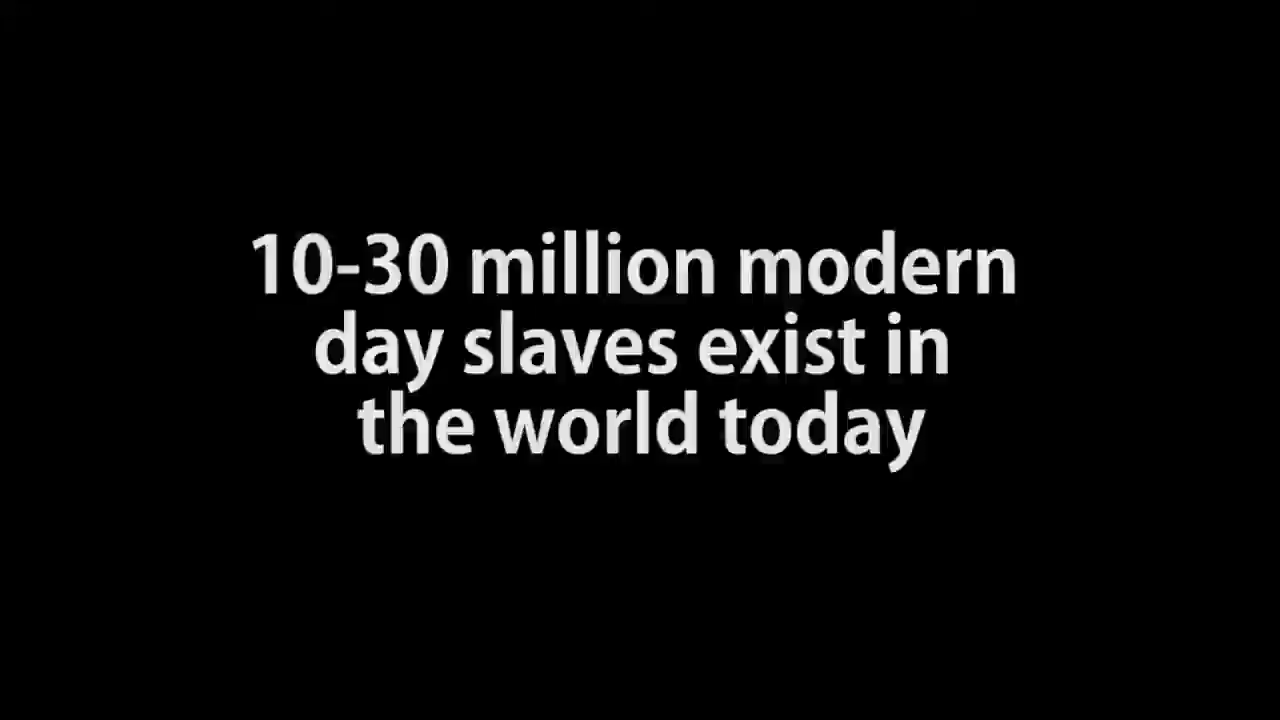 10-30 million modern
day slaves exist in
the world today